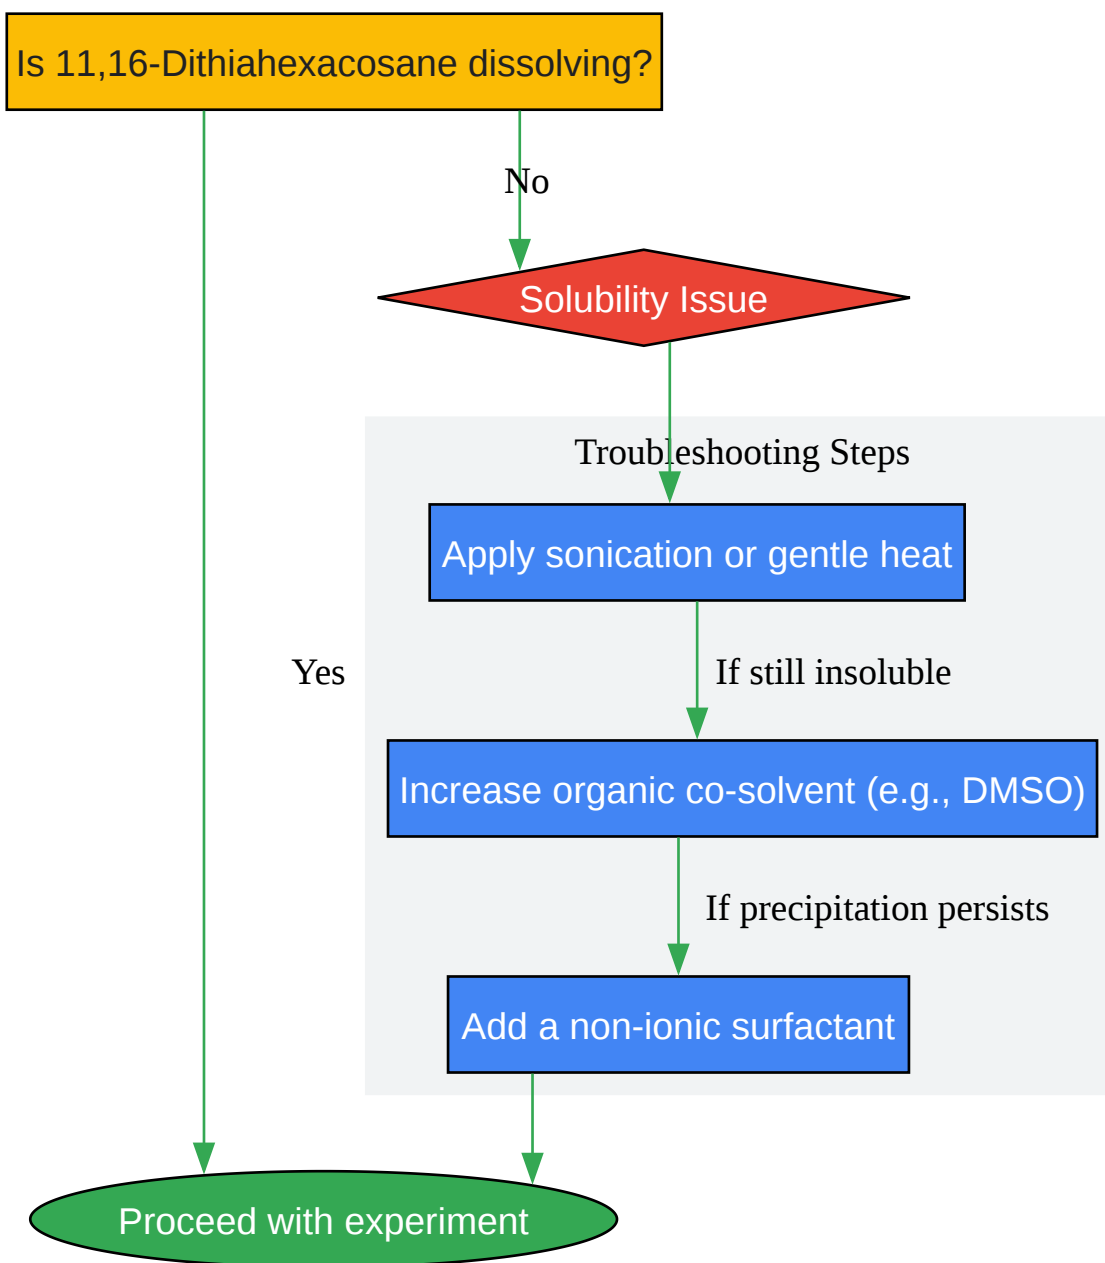 Is 11,16-Dithiahexacosane dissolving?
No
Solubility Issue
Troubleshooting Steps
Apply sonication or gentle heat
Yes
If still insoluble
Increase organic co-solvent (e.g., DMSO)
If precipitation persists
Add a non-ionic surfactant
Proceed with experiment